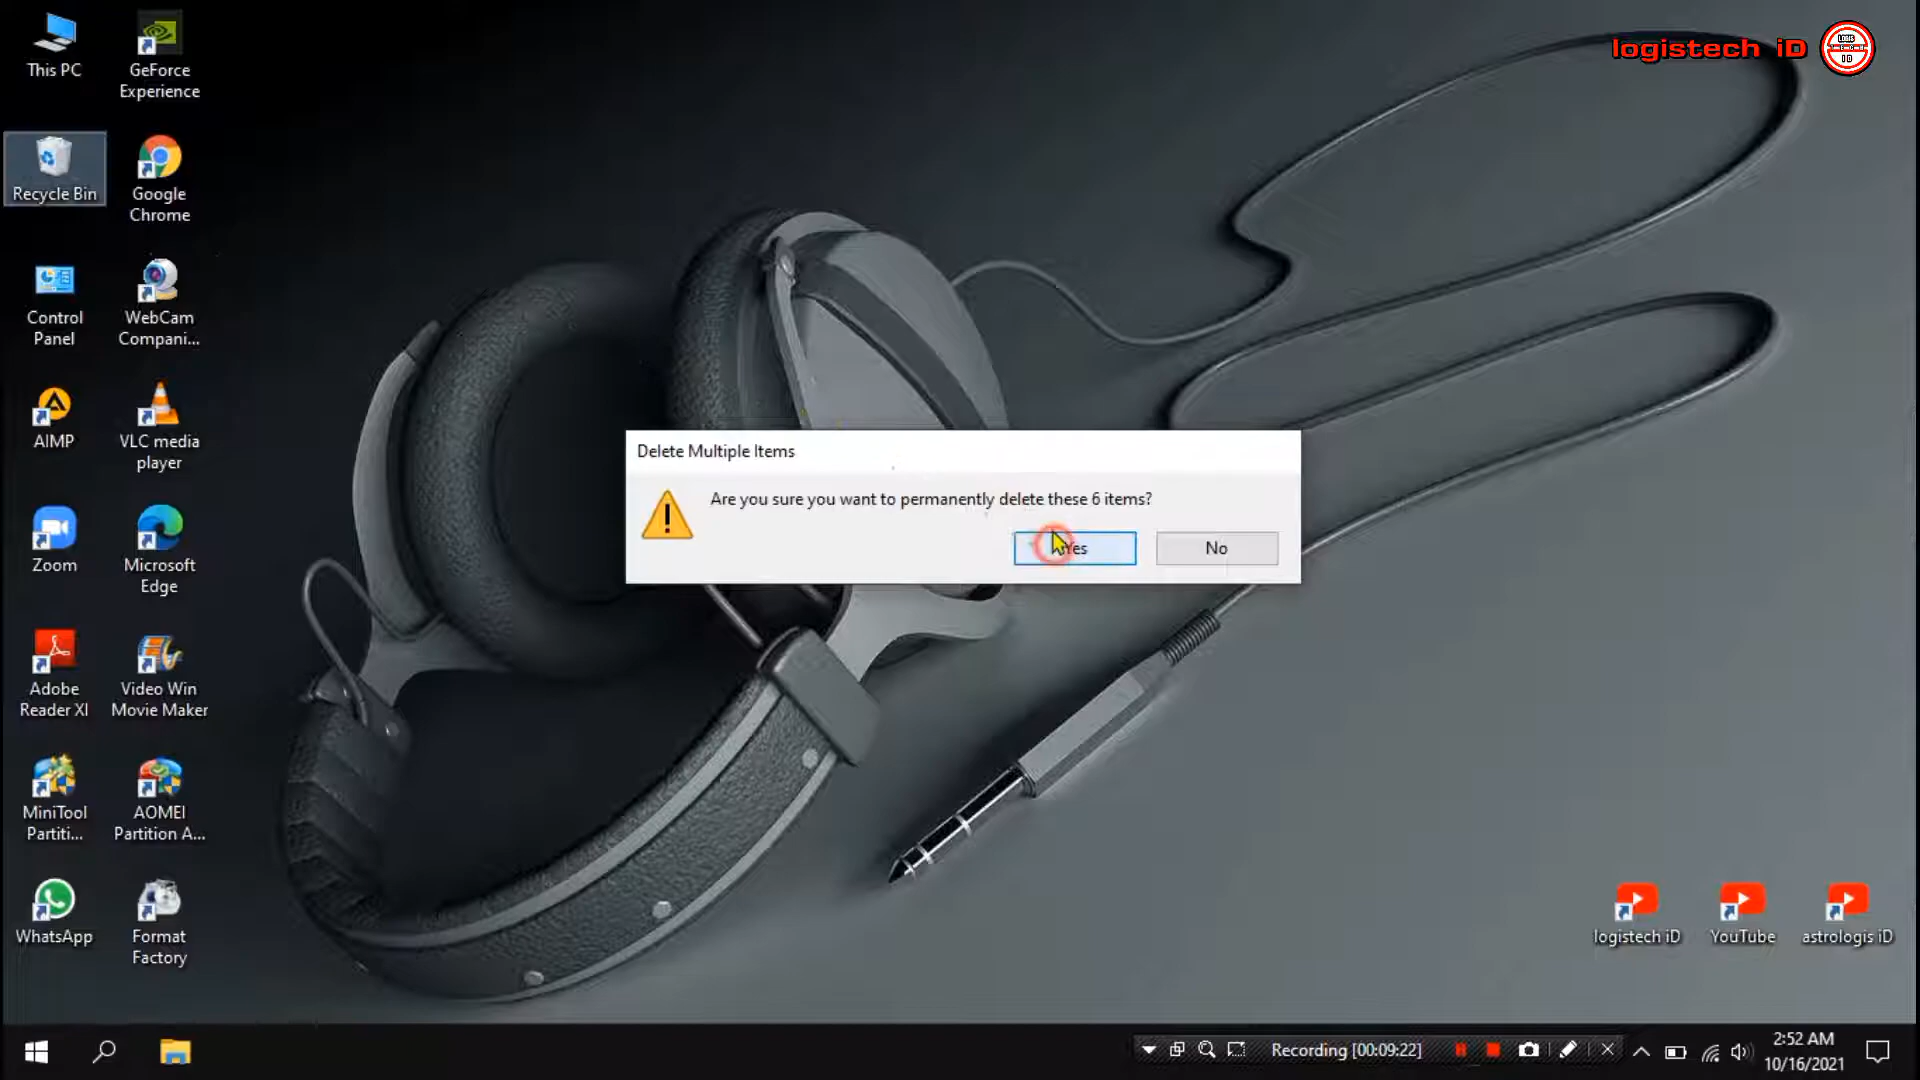 logistech iD
LOGIS
TECH
ID
This PC
GeForce
Experience
Recycle Bin
Google
Chrome
Control
Panel
WebCam
Compani...
AIMP
VLC media
player
Zoom
Microsoft
Edge
Adobe
Reader XI
Video Win
Movie Maker
MiniTool
Partiti...
AOMEI
Partition A...
WhatsApp
Format
Factory
Delete Multiple Items
Are you sure you want to permanently delete these 6 items?
Yes
No
logistech iD
YouTube
astrologis iD
Recording [00:09:22]
2:52 AM
10/16/2021